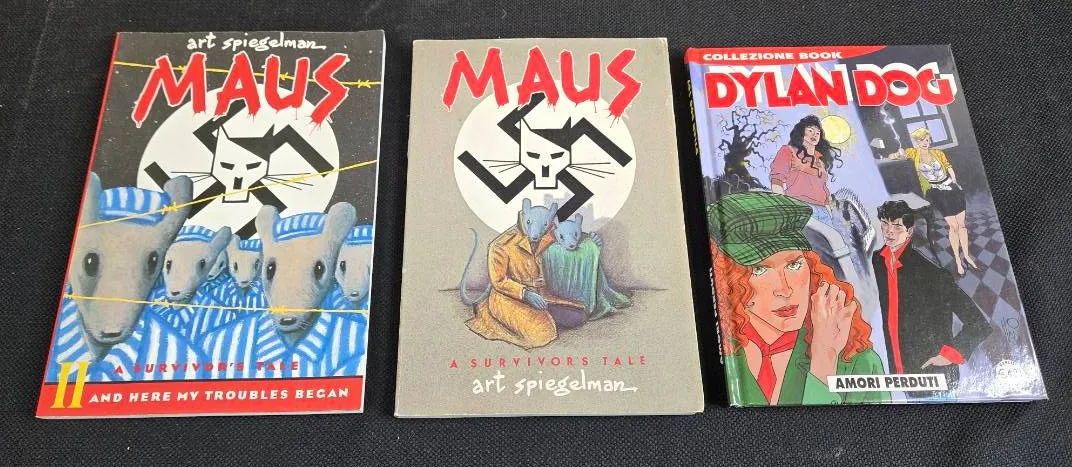 art spiegelman
MAUS
A SURVIVOR'S TALE
II AND HERE MY TROUBLES BEGAN
MAUS
A SURVIVORS TALE
art spiegelman
COLLEZIONE BOOK
DYLAN DOG
AMORI PERDUTI